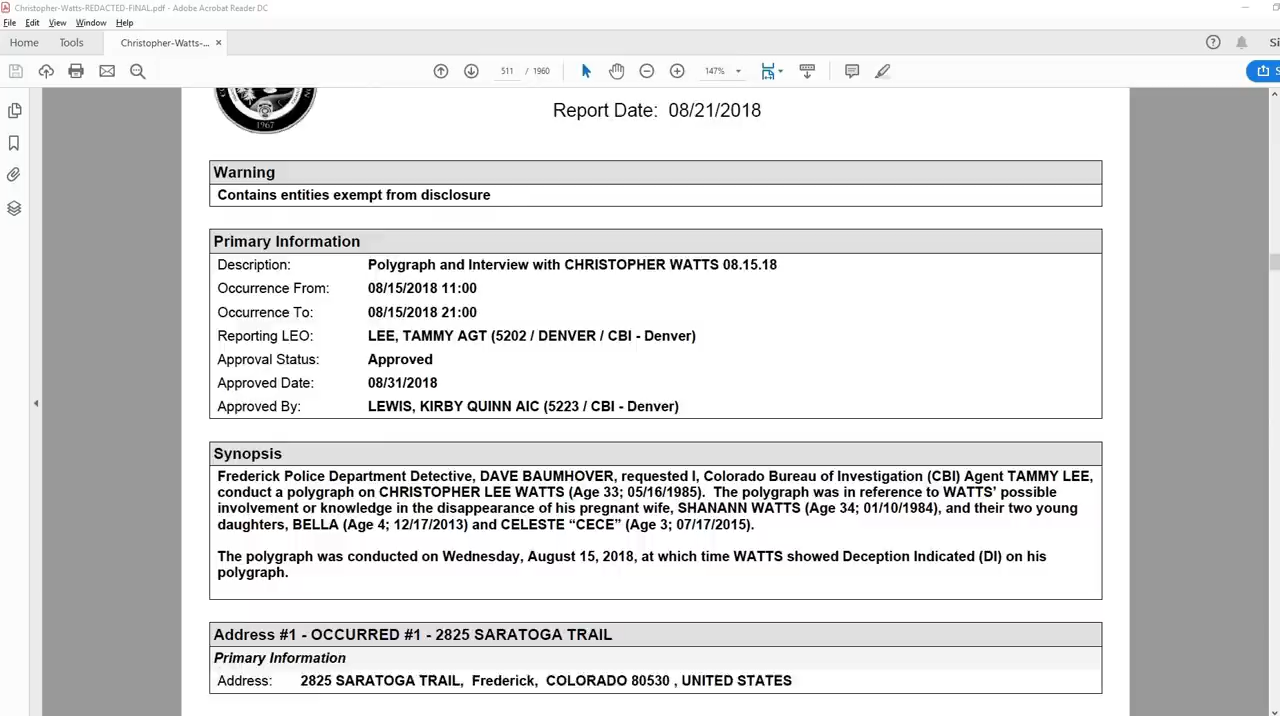 Christopher-Watts-REDACTED-FINAL.pdf - Adobe Acrobat Reader DC
File Edit View Window Help
Home Tools Christopher-Watts-... ×
511 / 1960 147%
1967
Report Date: 08/21/2018
Warning
Contains entities exempt from disclosure
Primary Information
Description: Polygraph and Interview with CHRISTOPHER WATTS 08.15.18
Occurrence From: 08/15/2018 11:00
Occurrence To: 08/15/2018 21:00
Reporting LEO: LEE, TAMMY AGT (5202 / DENVER / CBI - Denver)
Approval Status: Approved
Approved Date: 08/31/2018
Approved By: LEWIS, KIRBY QUINN AIC (5223 / CBI - Denver)
Synopsis
Frederick Police Department Detective, DAVE BAUMHOVER, requested I, Colorado Bureau of Investigation (CBI) Agent TAMMY LEE,
conduct a polygraph on CHRISTOPHER LEE WATTS (Age 33; 05/16/1985). The polygraph was in reference to WATTS' possible
involvement or knowledge in the disappearance of his pregnant wife, SHANANN WATTS (Age 34; 01/10/1984), and their two young
daughters, BELLA (Age 4; 12/17/2013) and CELESTE “CECE” (Age 3; 07/17/2015).
The polygraph was conducted on Wednesday, August 15, 2018, at which time WATTS showed Deception Indicated (DI) on his
polygraph.
Address #1 - OCCURRED #1 - 2825 SARATOGA TRAIL
Primary Information
Address: 2825 SARATOGA TRAIL, Frederick, COLORADO 80530 , UNITED STATES